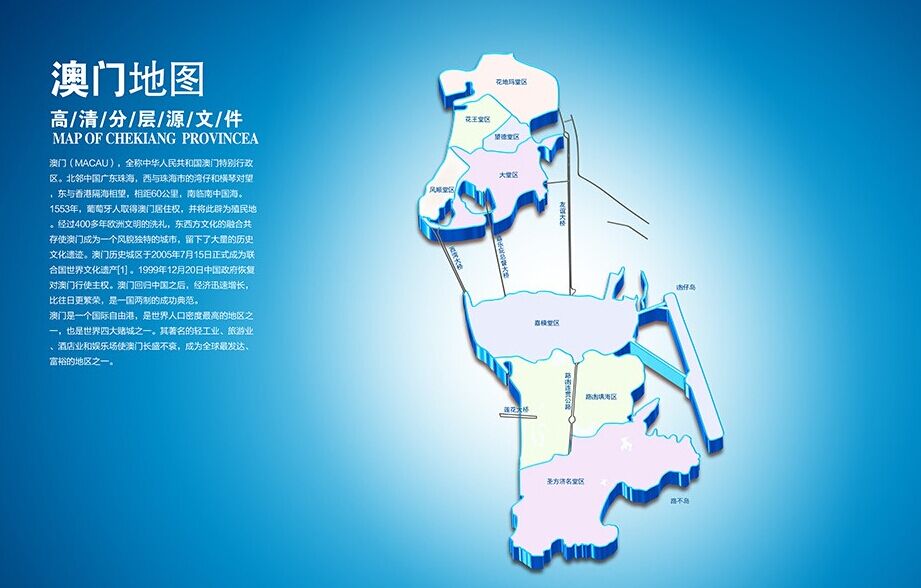 澳门地图
高/清/分/层/源/文/件
MAP OF CHEKIANG PROVINCEA
澳门（MACAU），全称中华人民共和国澳门特别行政
区。北邻中国广东珠海，西与珠海市的湾仔和横琴对望
，东与香港隔海相望，相距60公里，南临南中国海。
1553年，葡萄牙人取得澳门居住权，并将此辟为殖民地
。经过400多年欧洲文明的洗礼，东西方文化的融合共
存使澳门成为一个风貌独特的城市，留下了大量的历史
文化遗迹。澳门历史城区于2005年7月15日正式成为联
合国世界文化遗产[1] 。1999年12月20日中国政府恢复
对澳门行使主权。澳门回归中国之后，经济迅速增长，
比往日更繁荣，是一国两制的成功典范。
澳门是一个国际自由港，是世界人口密度最高的地区之
一，也是世界四大赌城之一。其著名的轻工业、旅游业
、酒店业和娱乐场使澳门长盛不衰，成为全球最发达、
富裕的地区之一。
花地玛堂区
花王堂区
望德堂区
大堂区
风顺堂区
友谊大桥
西湾大桥
嘉乐庇总督大桥
氹仔岛
嘉模堂区
路氹连贯公路
路氹填海区
莲花大桥
圣方济各堂区